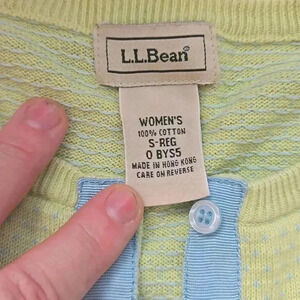 L.L.Bean®
WOMEN'S
100% COTTON
S-REG
0 BYS5
MADE IN HONG KONG
CARE ON REVERSE